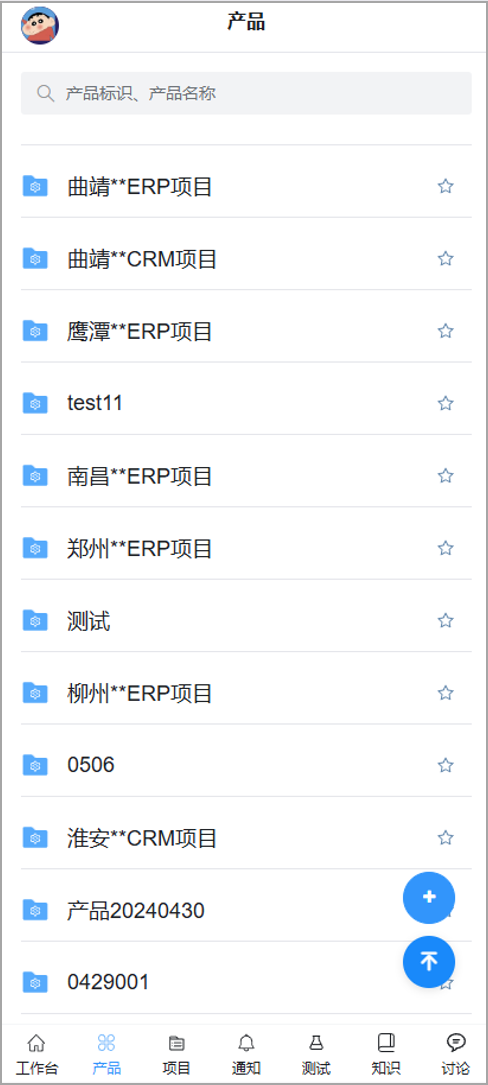 产品
产品标识、产品名称
曲靖**ERP项目
曲靖**CRM项目
鹰潭**ERP项目
test11
南昌**ERP项目
郑州**ERP项目
测试
柳州**ERP项目
0506
淮安**CRM项目
产品20240430
0429001
工作台 产品 项目 通知 测试 知识 讨论